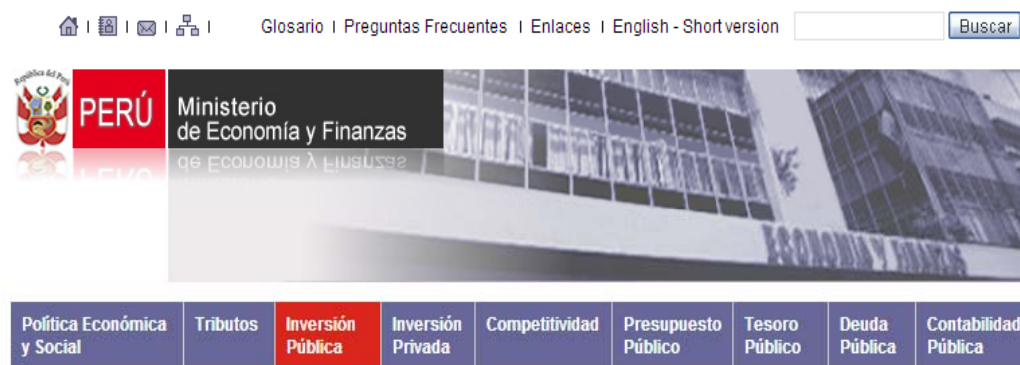 Glosario | Preguntas Frecuentes | Enlaces | English - Short version
Buscar
República del Perú
PERÚ
Ministerio
de Economía y Finanzas
ECONOMIA Y FINANZAS
Política Económica
y Social
Tributos
Inversión
Pública
Inversión
Privada
Competitividad
Presupuesto
Público
Tesoro
Público
Deuda
Pública
Contabilidad
Pública